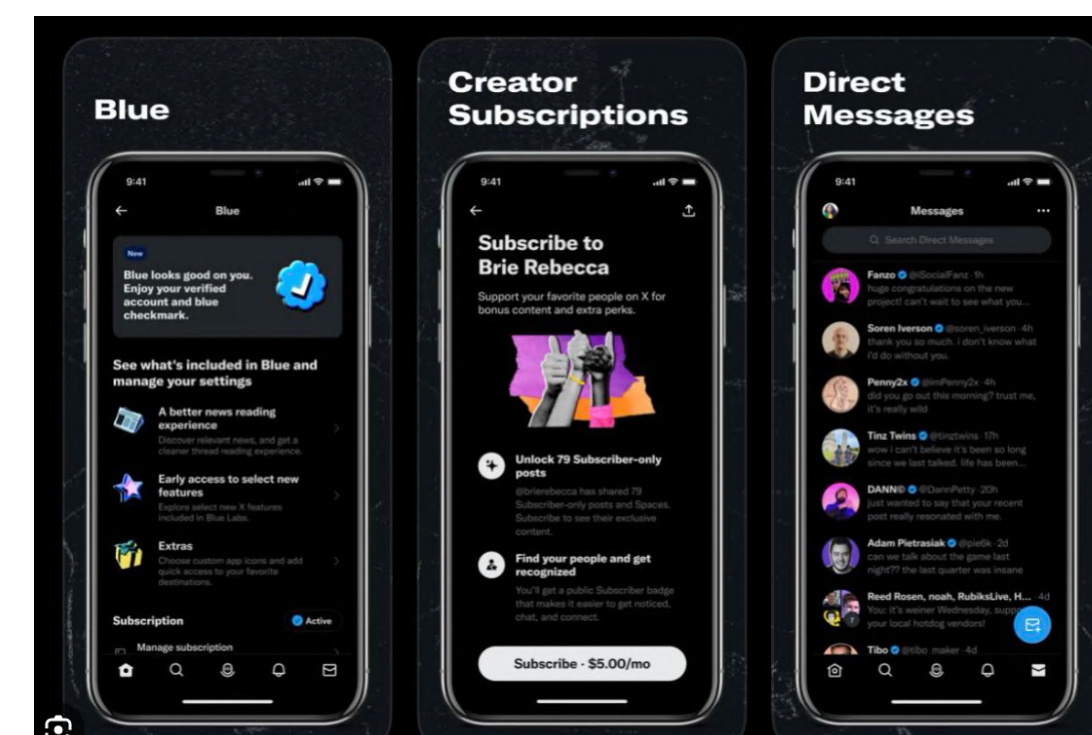 Blue
9:41
Blue
New
Blue looks good on you.
Enjoy your verified
account and blue
checkmark.
See what's included in Blue and
manage your settings
A better news reading
experience
Discover relevant news, and get a
cleaner thread reading experience.
Early access to select new
features
Explore select new X features
included in Blue Labs.
Extras
Choose custom app icons and add
quick access to your favorite
destinations.
Subscription
Active
Manage subscription
Creator
Subscriptions
9:41
Subscribe to
Brie Rebecca
Support your favorite people on X for
bonus content and extra perks.
Unlock 79 Subscriber-only
posts
@brierebecca has shared 79
Subscriber-only posts and Spaces.
Subscribe to see their exclusive
content.
Find your people and get
recognized
You'll get a public Subscriber badge
that makes it easier to get noticed,
chat, and connect.
Subscribe - $5.00/mo
Direct
Messages
9:41
Messages
Search Direct Messages
Fanzo @iSocialFanz · 1h
huge congratulations on the new
project! can't wait to see what you...
Soren Iverson @soren_iverson · 4h
thank you so much. I don't know what
I'd do without you.
Penny2x @imPenny2x · 4h
did you go out this morning? trust me,
it's really wild
Tinz Twins @tinztwins · 17h
wow i can't believe it's been so long
since we last talked. life has been...
DANN© @DannPetty · 20h
just wanted to say that your recent
post really resonated with me.
Adam Pietrasiak @pie6k · 2d
can we talk about the game last
night?? the last quarter was insane
Reed Rosen, noah, RubiksLive, H... · 4d
You: it's weiner Wednesday, supp
your local hotdog vendors!
7
Tibo @tibo_maker · 4d